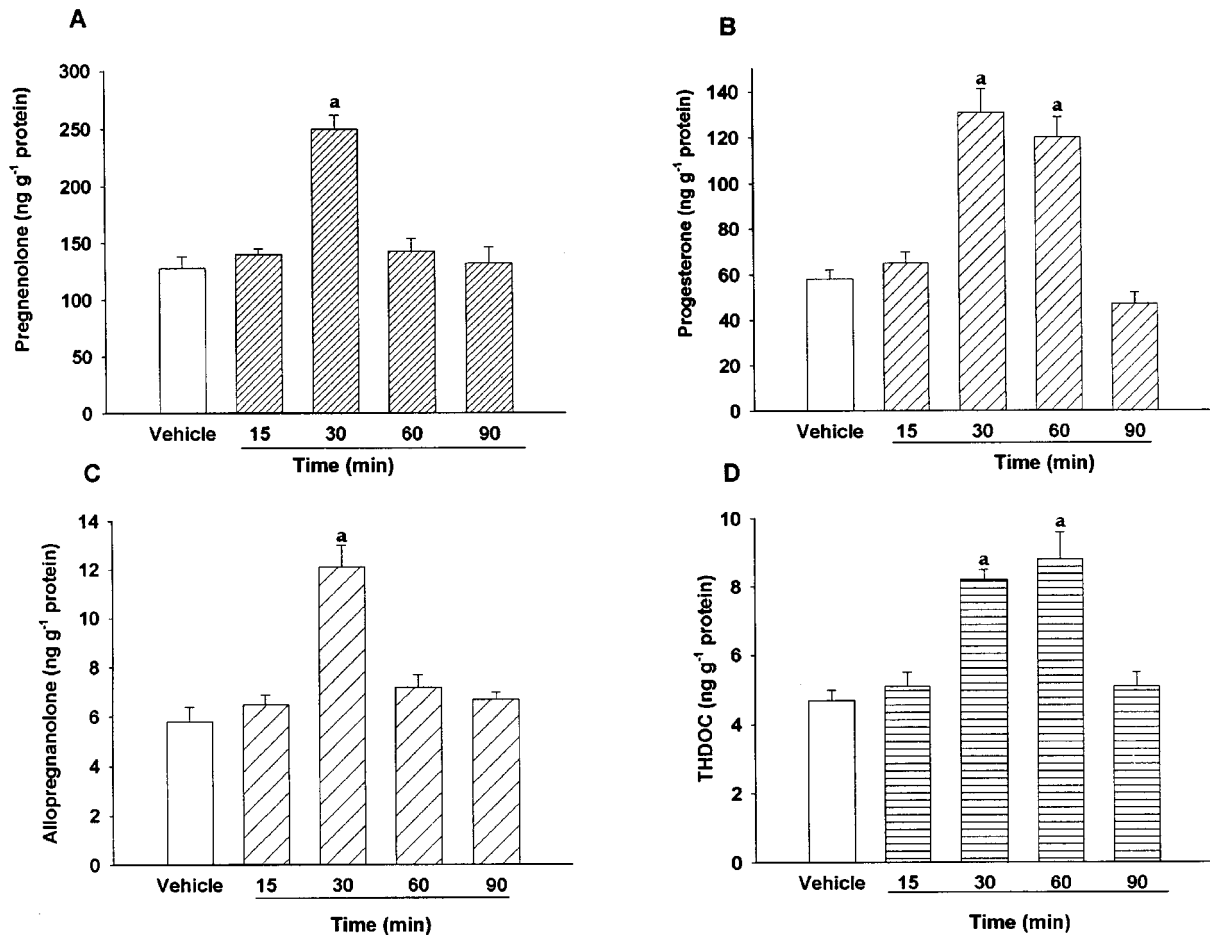 A
Pregnenolone (ng g⁻¹ protein)
300
250
200
150
100
50
0
a
Vehicle 15 30 60 90
Time (min)
B
Progesterone (ng g⁻¹ protein)
140
120
100
80
60
40
20
0
a a
Vehicle 15 30 60 90
Time (min)
C
Allopregnanolone (ng g⁻¹ protein)
14
12
10
8
6
4
2
0
a
Vehicle 15 30 60 90
Time (min)
D
THDOC (ng g⁻¹ protein)
10
8
6
4
2
0
a a
Vehicle 15 30 60 90
Time (min)